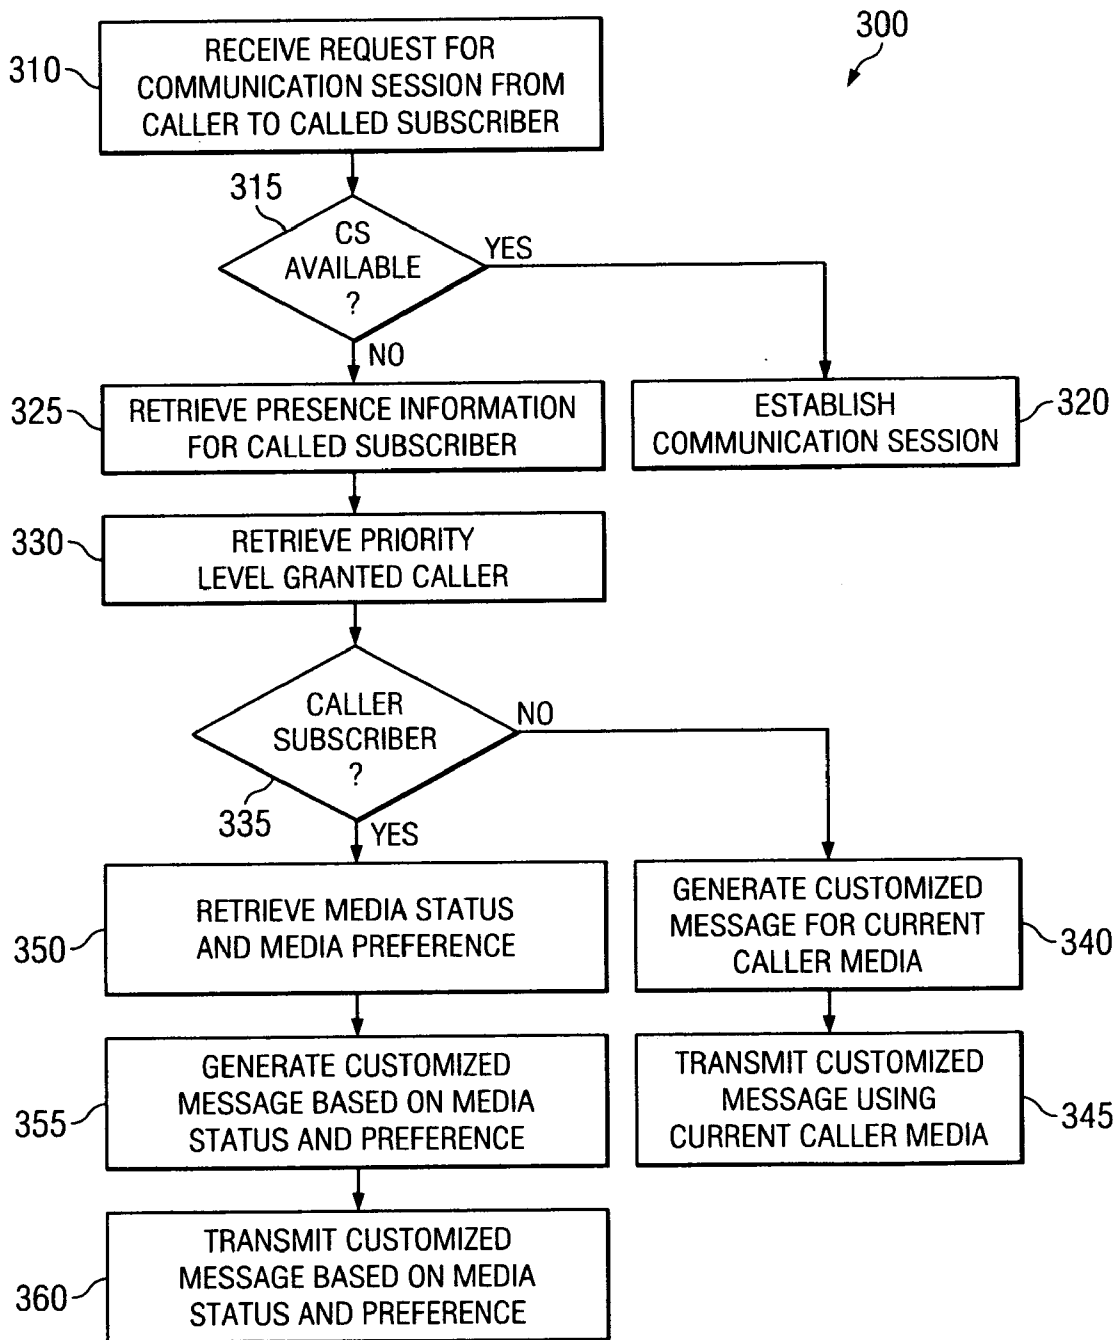 300
310
RECEIVE REQUEST FOR
COMMUNICATION SESSION FROM
CALLER TO CALLED SUBSCRIBER
315
CS
AVAILABLE
?
YES
NO
325
RETRIEVE PRESENCE INFORMATION
FOR CALLED SUBSCRIBER
ESTABLISH
COMMUNICATION SESSION
320
330
RETRIEVE PRIORITY
LEVEL GRANTED CALLER
CALLER
SUBSCRIBER
?
NO
335
YES
350
RETRIEVE MEDIA STATUS
AND MEDIA PREFERENCE
GENERATE CUSTOMIZED
MESSAGE FOR CURRENT
CALLER MEDIA
340
355
GENERATE CUSTOMIZED
MESSAGE BASED ON MEDIA
STATUS AND PREFERENCE
TRANSMIT CUSTOMIZED
MESSAGE USING
CURRENT CALLER MEDIA
345
360
TRANSMIT CUSTOMIZED
MESSAGE BASED ON MEDIA
STATUS AND PREFERENCE